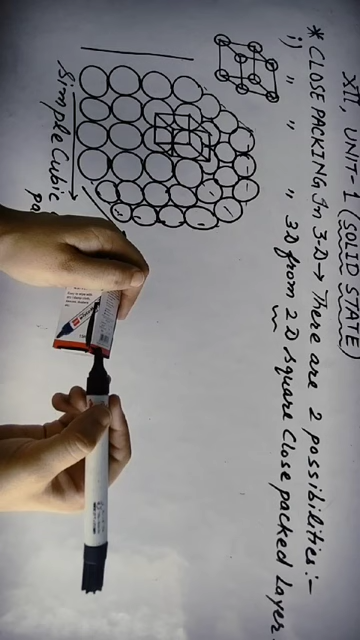 XII, UNIT-1 (SOLID STATE)
* CLOSE PACKING In 3-D → There are 2 possibilities:-
i) " " " 3D from 2D square Close packed Layer.
Simple Cubic